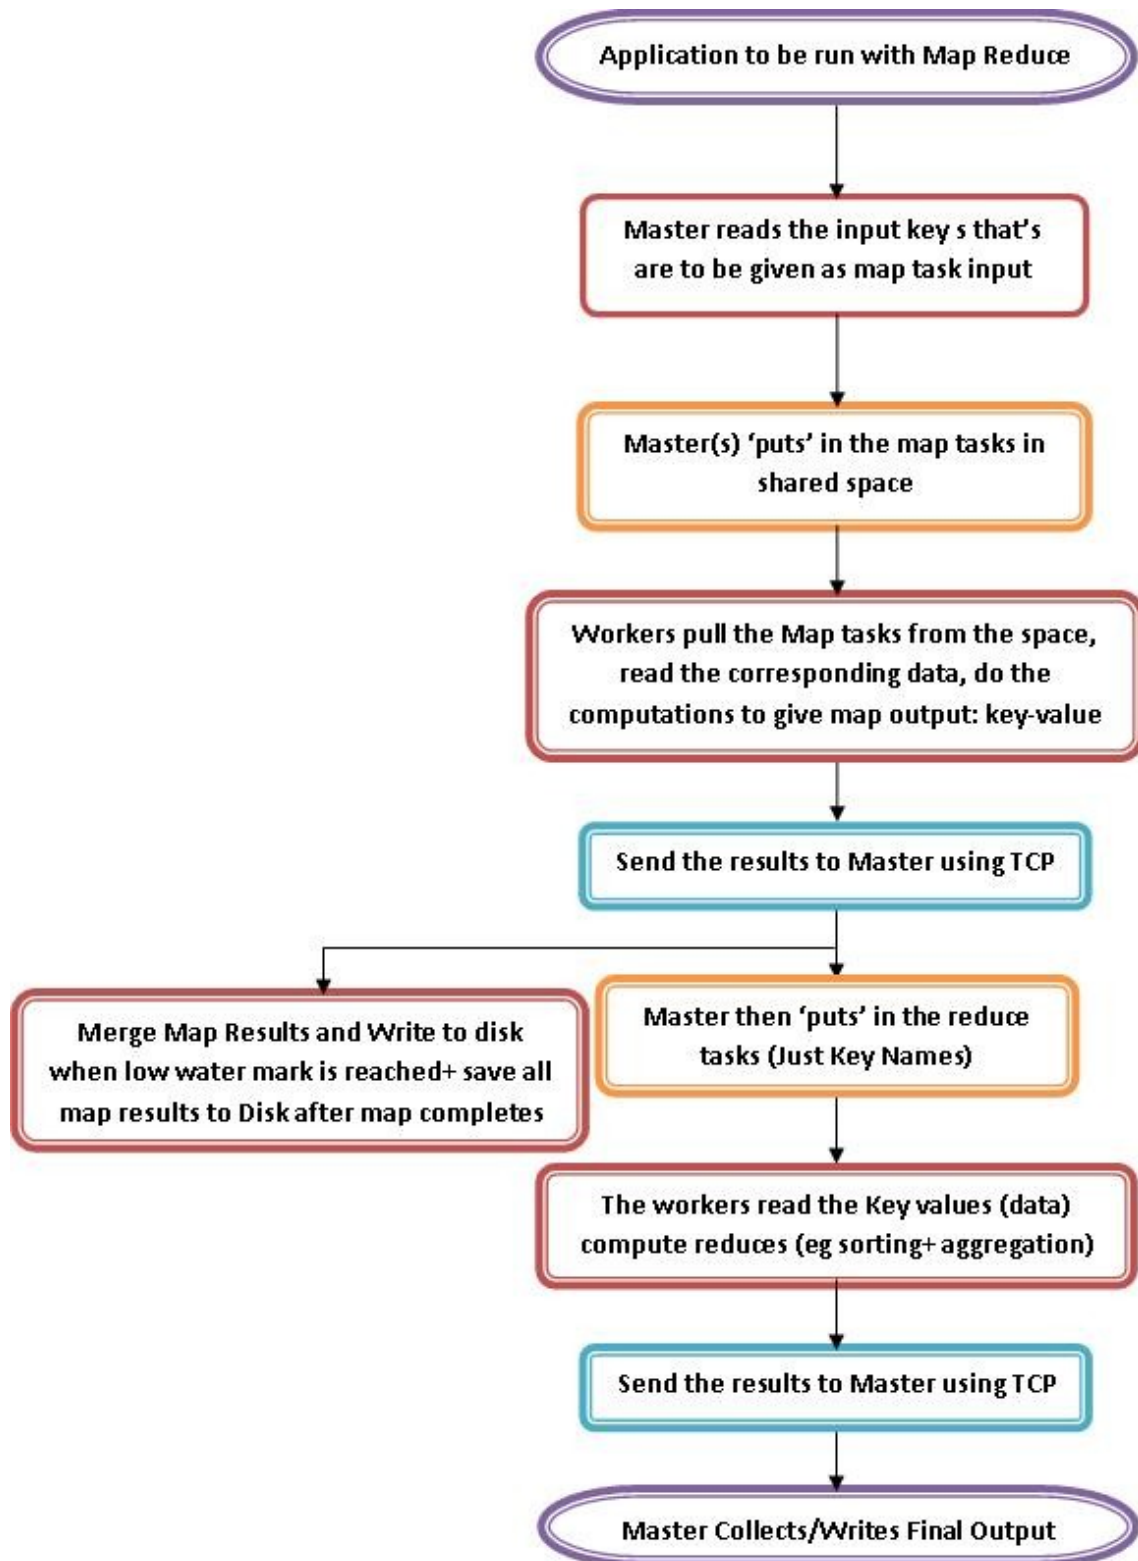 Application to be run with Map Reduce
Master reads the input key s that's
are to be given as map task input
Master(s) ‘puts’ in the map tasks in
shared space
Workers pull the Map tasks from the space,
read the corresponding data, do the
computations to give map output: key-value
Send the results to Master using TCP
Merge Map Results and Write to disk
when low water mark is reached+ save all
map results to Disk after map completes
Master then ‘puts’ in the reduce
tasks (Just Key Names)
The workers read the Key values (data)
compute reduces (eg sorting+ aggregation)
Send the results to Master using TCP
Master Collects/Writes Final Output